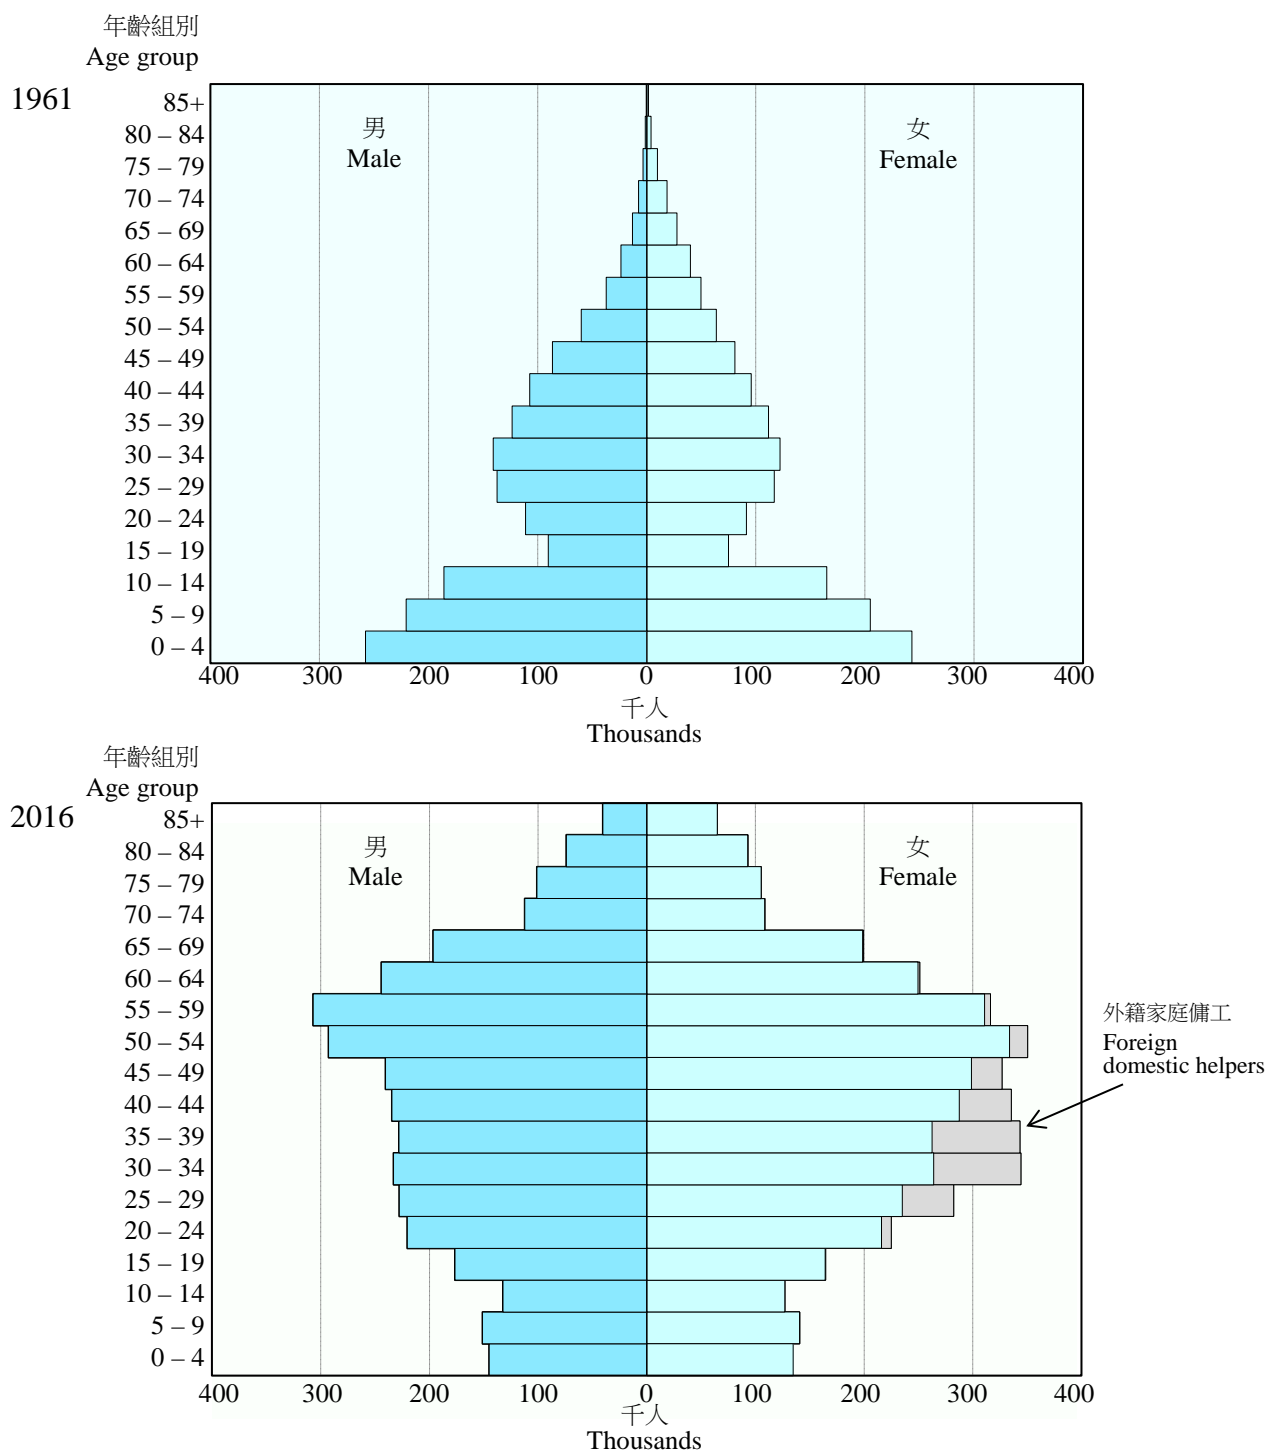 年齡組別
Age group
1961
85+
80 – 84
75 – 79
70 – 74
65 – 69
60 – 64
55 – 59
50 – 54
45 – 49
40 – 44
35 – 39
30 – 34
25 – 29
20 – 24
15 – 19
10 – 14
5 – 9
0 – 4
男
Male
女
Female
400 300 200 100 0 100 200 300 400
千人
Thousands
年齡組別
Age group
2016
85+
80 – 84
75 – 79
70 – 74
65 – 69
60 – 64
55 – 59
50 – 54
45 – 49
40 – 44
35 – 39
30 – 34
25 – 29
20 – 24
15 – 19
10 – 14
5 – 9
0 – 4
男
Male
女
Female
外籍家庭傭工
Foreign
domestic helpers
400 300 200 100 0 100 200 300 400
千人
Thousands